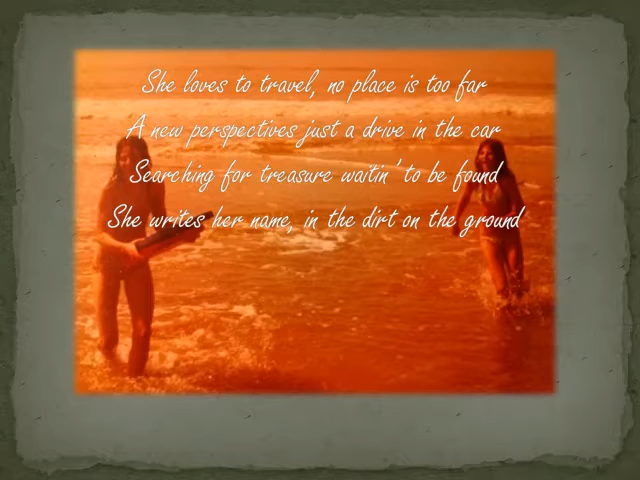 She loves to travel, no place is too far
A new perspectives just a drive in the car
Searching for treasure waitin' to be found
She writes her name, in the dirt on the ground